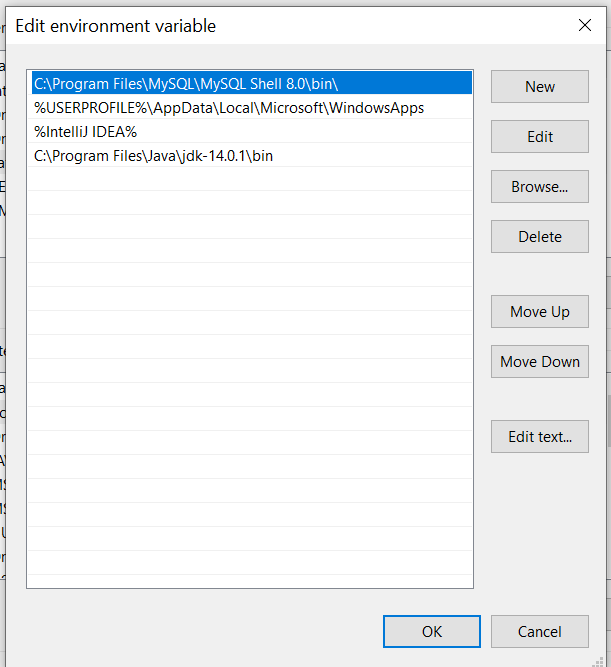 Edit environment variable
C:\Program Files\MySQL\MySQL Shell 8.0\bin\
%USERPROFILE%\AppData\Local\Microsoft\WindowsApps
%IntelliJ IDEA%
C:\Program Files\Java\jdk-14.0.1\bin
New
Edit
Browse...
Delete
Move Up
Move Down
Edit text...
OK
Cancel